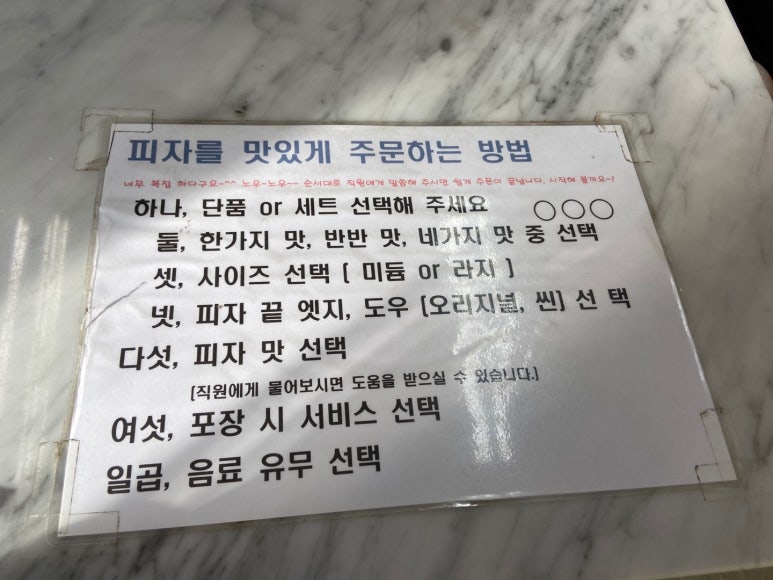 피자를 맛있게 주문하는 방법
너무 복집 하다구요~^^ 노우~노우~~ 순서대로 직원에게 말씀해 주시면 쉽게 주문이 끝납니다. 시작해 볼까요~?
하나, 단품 or 세트 선택해 주세요 ○○○
둘, 한가지 맛, 반반 맛, 네가지 맛 중 선택
셋, 사이즈 선택 [ 미듐 or 라지 ]
넷, 피자 끝 엣지, 도우 [오리지널, 씬] 선 택
다섯, 피자 맛 선택
[직원에게 물어보시면 도움을 받으실 수 있습니다.]
여섯, 포장 시 서비스 선택
일곱, 음료 유무 선택